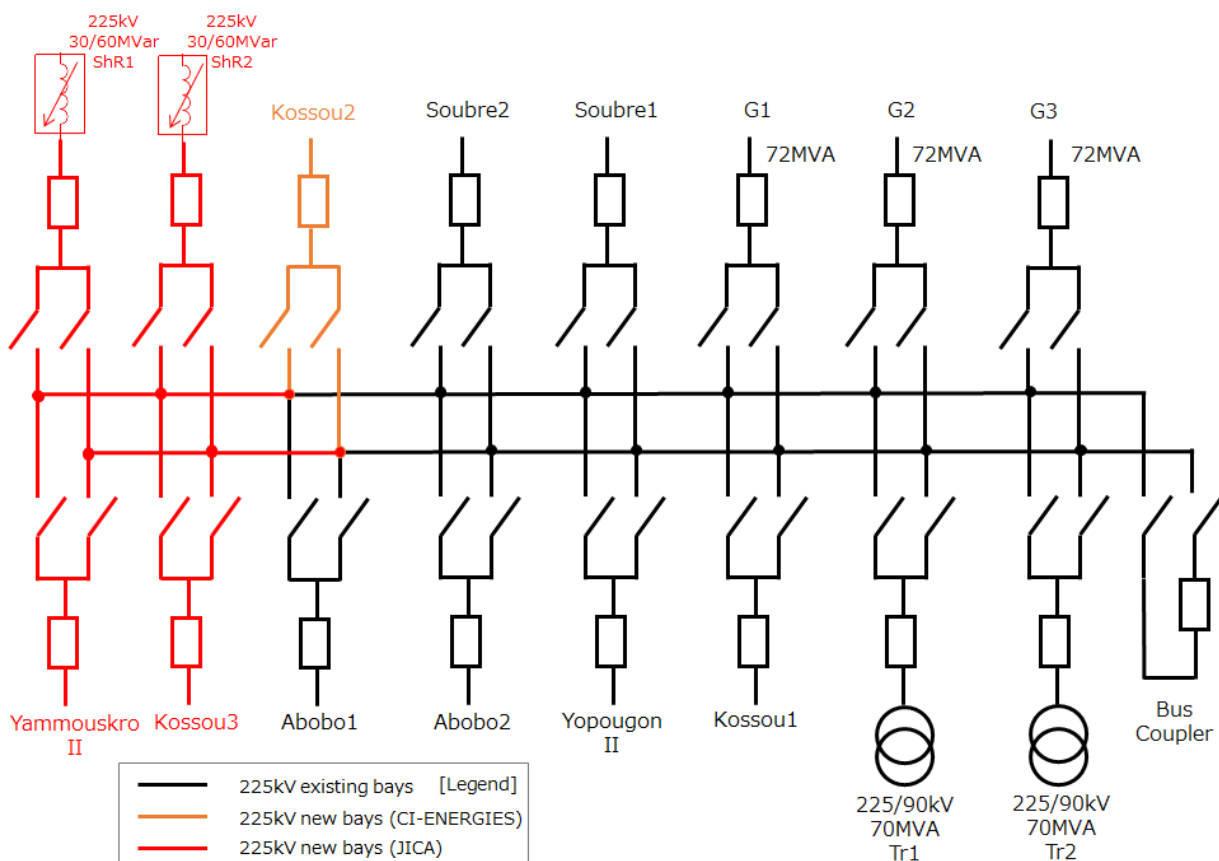 225kV
30/60MVar
ShR1
225kV
30/60MVar
ShR2
Kossou2
Soubre2
Soubre1
G1
72MVA
G2
72MVA
G3
72MVA
Yammouskro
II
Kossou3
Abobo1
Abobo2
Yopougon
II
Kossou1
225/90kV
70MVA
Tr1
225/90kV
70MVA
Tr2
Bus
Coupler
225kV existing bays [Legend]
225kV new bays (CI-ENERGIES)
225kV new bays (JICA)